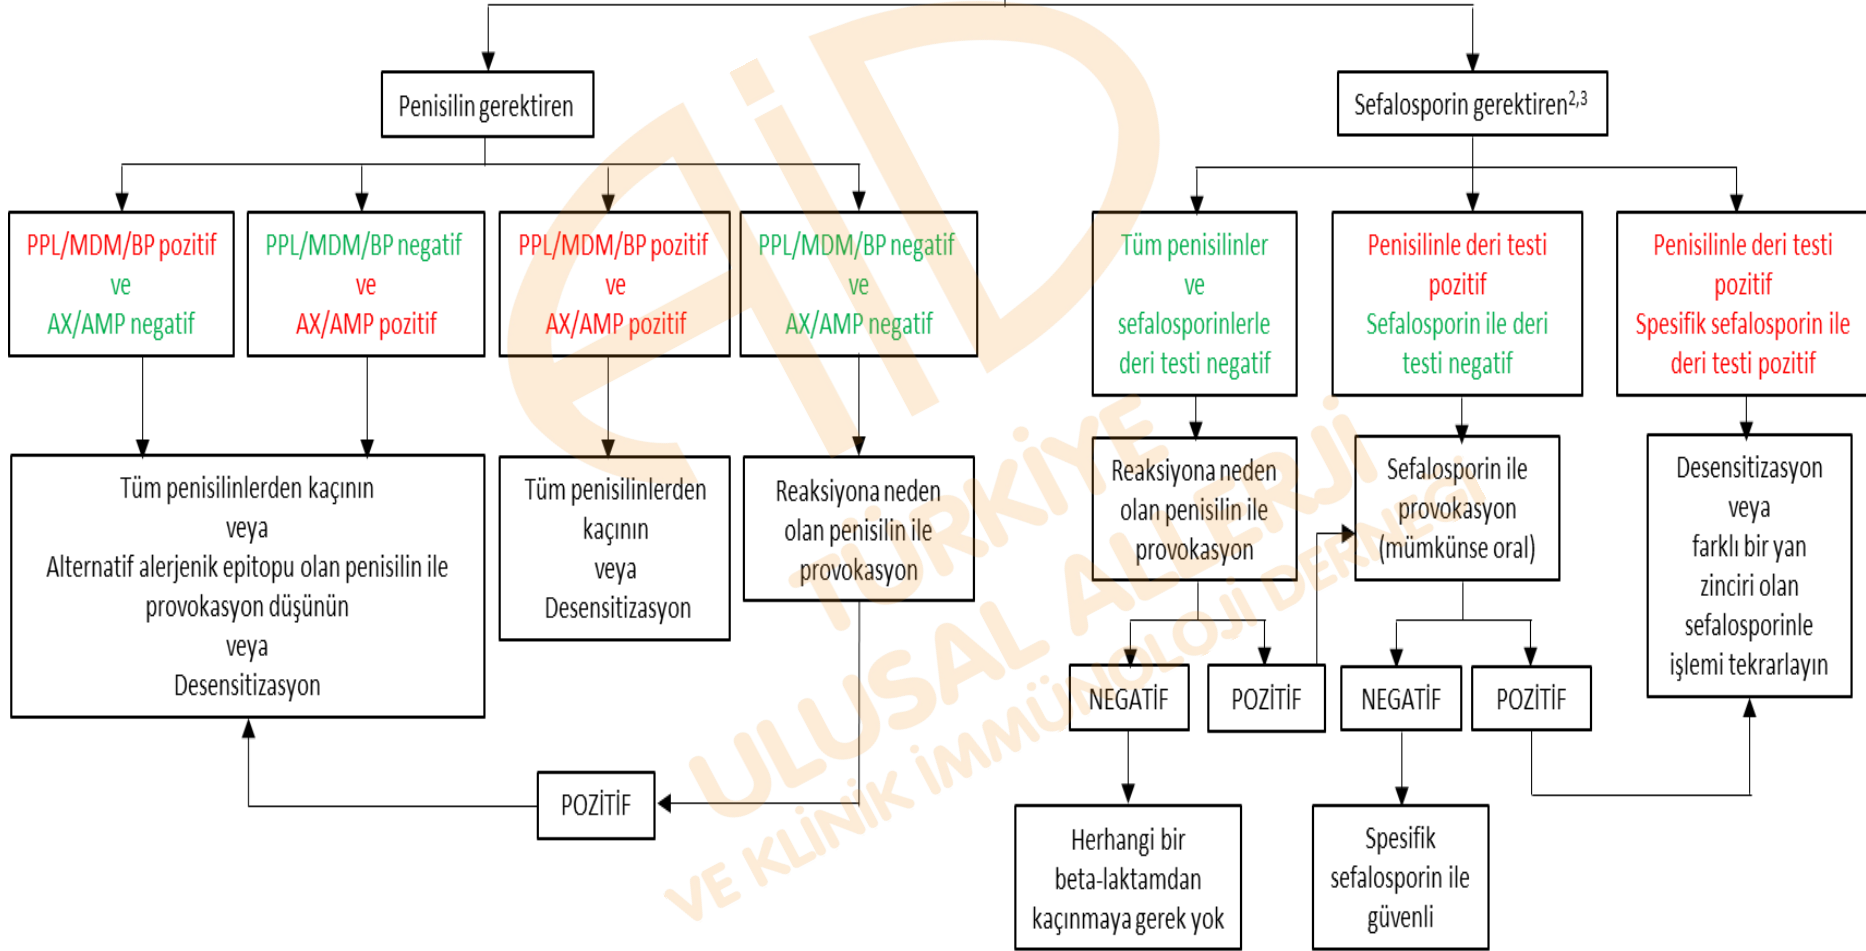 Penisilin gerektiren
Sefalosporin gerektiren2,3
PPL/MDM/BP pozitif
ve
AX/AMP negatif
PPL/MDM/BP negatif
ve
AX/AMP pozitif
PPL/MDM/BP pozitif
ve
AX/AMP pozitif
PPL/MDM/BP negatif
ve
AX/AMP negatif
Tüm penisilinler
ve
sefalosporinlerle
deri testi negatif
Penisilinle deri testi
pozitif
Sefalosporin ile deri
testi negatif
Penisilinle deri testi
pozitif
Spesifik sefalosporin ile
deri testi pozitif
Tüm penisilinlerden kaçının
veya
Alternatif alerjenik epitopu olan penisilin ile
provokasyon düşünün
veya
Desensitizasyon
Tüm penisilinlerden
kaçının
veya
Desensitizasyon
Reaksiyona neden
olan penisilin ile
provokasyon
Reaksiyona neden
olan penisilin ile
provokasyon
Sefalosporin ile
provokasyon
(mümkünse oral)
Desensitizasyon
veya
farklı bir yan
zinciri olan
sefalosporinle
işlemi tekrarlayın
NEGATİF
POZİTİF
NEGATİF
POZİTİF
POZİTİF
Herhangi bir
beta-laktamdan
kaçınmaya gerek yok
Spesifik
sefalosporin ile
güvenli
AİD
TÜRKİYE
ULUSAL ALLERJİ
VE KLİNİK İMMÜNOLOJİ DERNEĞİ